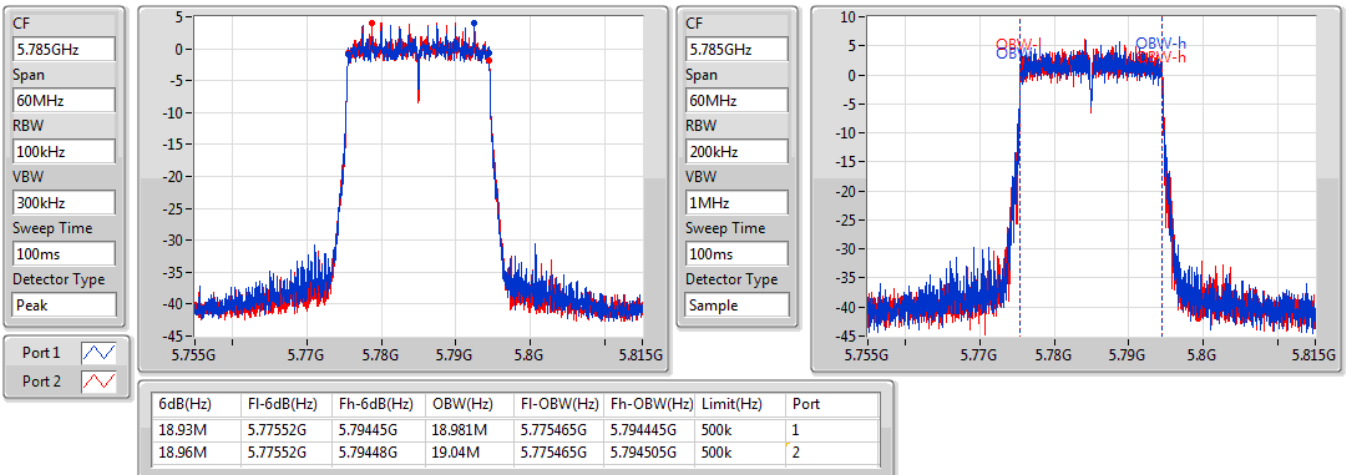 CF
5.785GHz
Span
60MHz
RBW
100kHz
VBW
300kHz
Sweep Time
100ms
Detector Type
Peak
Port 1
Port 2
5
0
-5
-10
-15
-20
-25
-30
-35
-40
-45
5.755G 5.77G 5.78G 5.79G 5.8G 5.815G
CF
5.785GHz
Span
60MHz
RBW
200kHz
VBW
1MHz
Sweep Time
100ms
Detector Type
Sample
10
5
0
-5
-10
-15
-20
-25
-30
-35
-40
-45
OBW-l OBW-h
OBW-h
5.755G 5.77G 5.78G 5.79G 5.8G 5.815G
6dB(Hz) Fl-6dB(Hz) Fh-6dB(Hz) OBW(Hz) Fl-OBW(Hz) Fh-OBW(Hz) Limit(Hz) Port
18.93M 5.77552G 5.79445G 18.981M 5.775465G 5.794445G 500k 1
18.96M 5.77552G 5.79448G 19.04M 5.775465G 5.794505G 500k 2